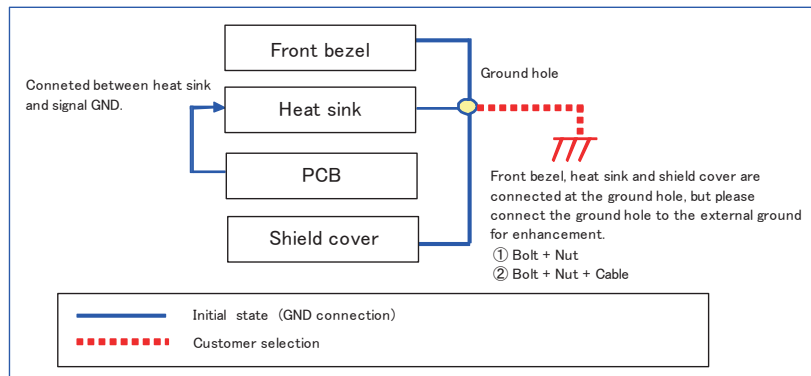 Front bezel
Ground hole
Conneted between heat sink
and signal GND.
Heat sink
PCB
Front bezel, heat sink and shield cover are
connected at the ground hole, but please
connect the ground hole to the external ground
for enhancement.
① Bolt + Nut
② Bolt + Nut + Cable
Shield cover
Initial state (GND connection)
Customer selection